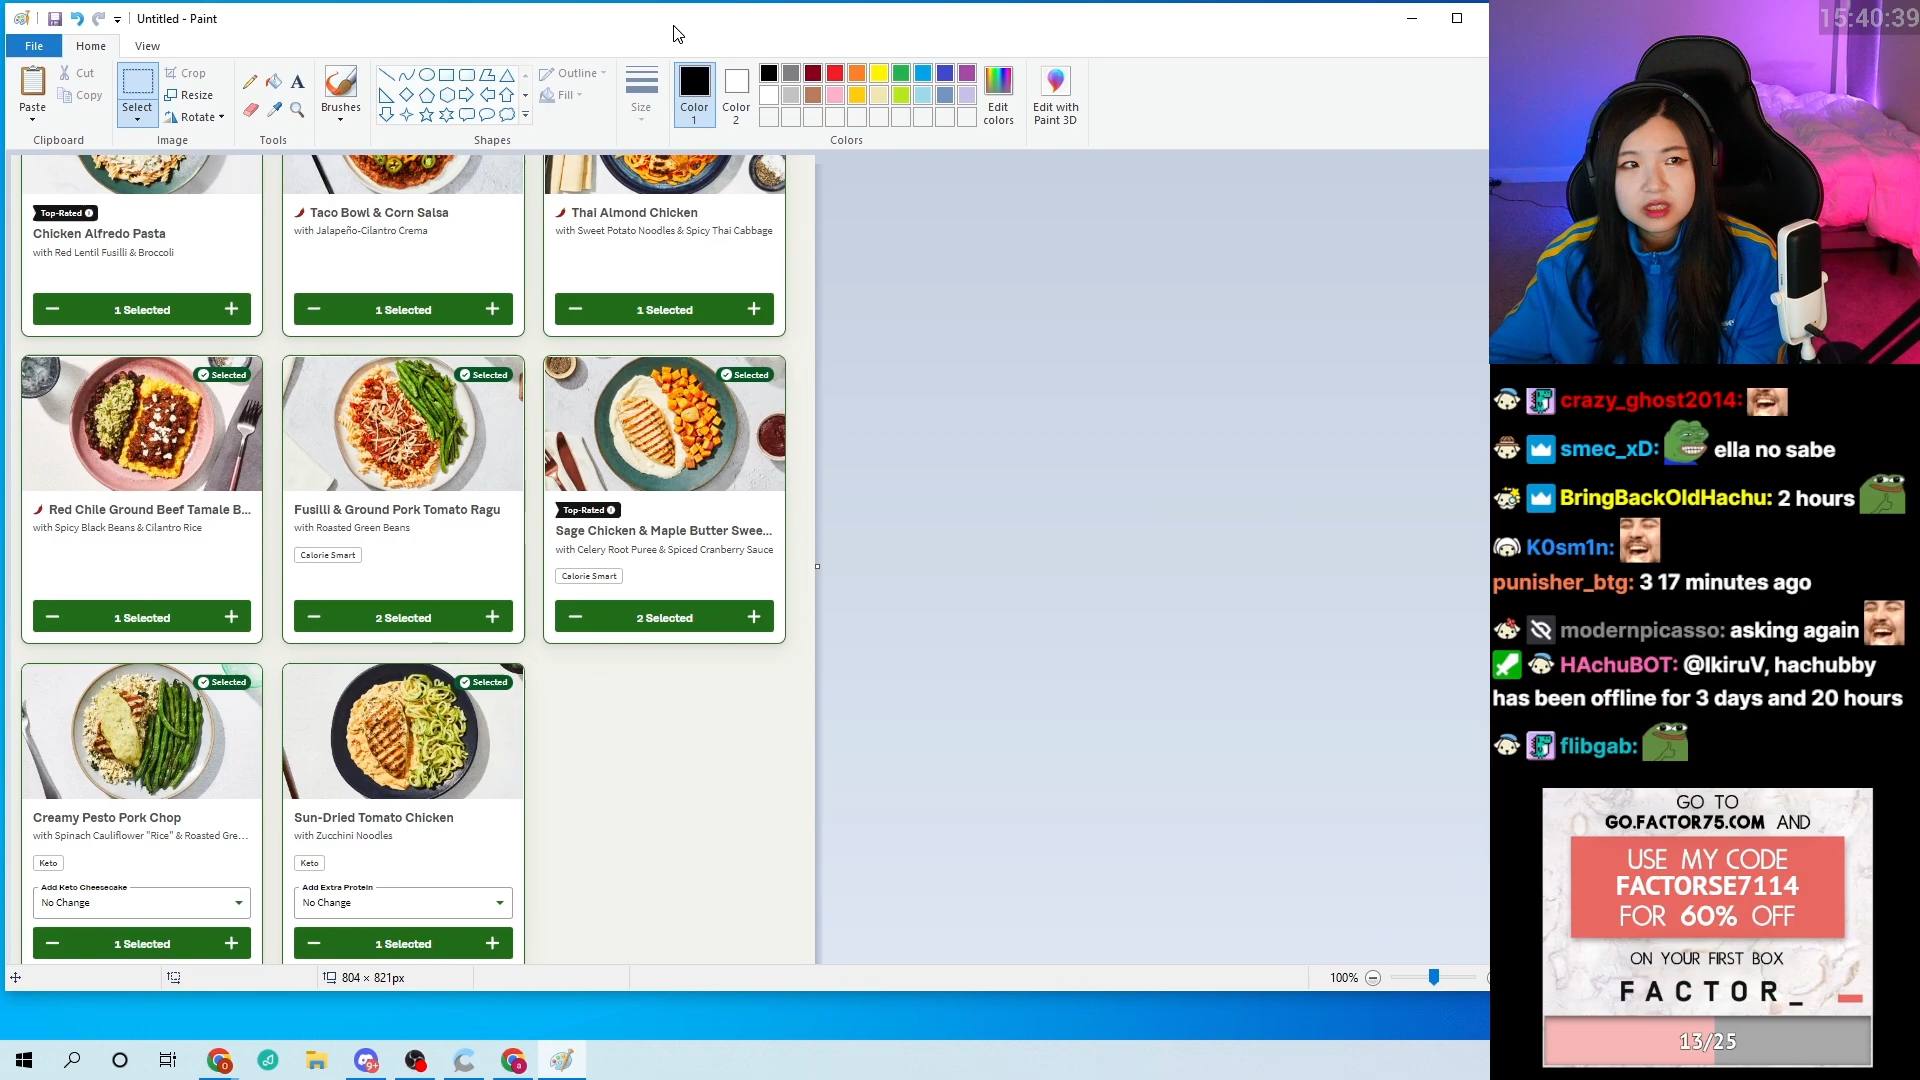 Untitled - Paint
15:40:39
File
Home
View
Cut
Copy
Paste
Clipboard
Select
Crop
Resize
Rotate
Image
Tools
Brushes
Shapes
Outline
Fill
Size
Color 1
Color 2
Colors
Edit colors
Edit with Paint 3D
Top-Rated
Chicken Alfredo Pasta
with Red Lentil Fusilli & Broccoli
1 Selected
Taco Bowl & Corn Salsa
with Jalapeño-Cilantro Crema
1 Selected
Thai Almond Chicken
with Sweet Potato Noodles & Spicy Thai Cabbage
1 Selected
Selected
Red Chile Ground Beef Tamale B...
with Spicy Black Beans & Cilantro Rice
1 Selected
Selected
Fusilli & Ground Pork Tomato Ragu
with Roasted Green Beans
Calorie Smart
2 Selected
Selected
Top-Rated
Sage Chicken & Maple Butter Swee...
with Celery Root Puree & Spiced Cranberry Sauce
Calorie Smart
2 Selected
Selected
Creamy Pesto Pork Chop
with Spinach Cauliflower "Rice" & Roasted Gre...
Keto
Add Keto Cheesecake
No Change
1 Selected
Selected
Sun-Dried Tomato Chicken
with Zucchini Noodles
Keto
Add Extra Protein
No Change
1 Selected
804 × 821px
100%
crazy_ghost2014:
smec_xD: ella no sabe
BringBackOldHachu: 2 hours
K0sm1n:
punisher_btg: 3 17 minutes ago
modernpicasso: asking again
HAchuBOT: @IkiruV, hachubby
has been offline for 3 days and 20 hours
flibgab:
GO TO
GO.FACTOR75.COM AND
USE MY CODE
FACTORSE7114
FOR 60% OFF
ON YOUR FIRST BOX
FACTOR_
13/25